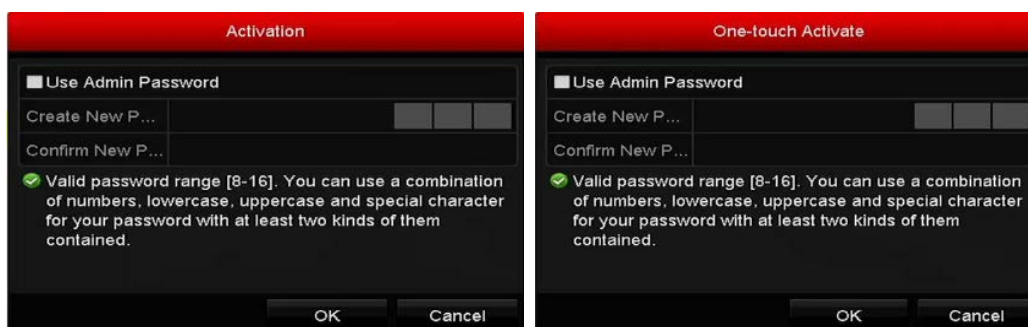 Activation
Use Admin Password
Create New P...
Confirm New P...
Valid password range [8-16]. You can use a combination
of numbers, lowercase, uppercase and special character
for your password with at least two kinds of them
contained.
OK
Cancel
One-touch Activate
Use Admin Password
Create New P...
Confirm New P...
Valid password range [8-16]. You can use a combination
of numbers, lowercase, uppercase and special character
for your password with at least two kinds of them
contained.
OK
Cancel